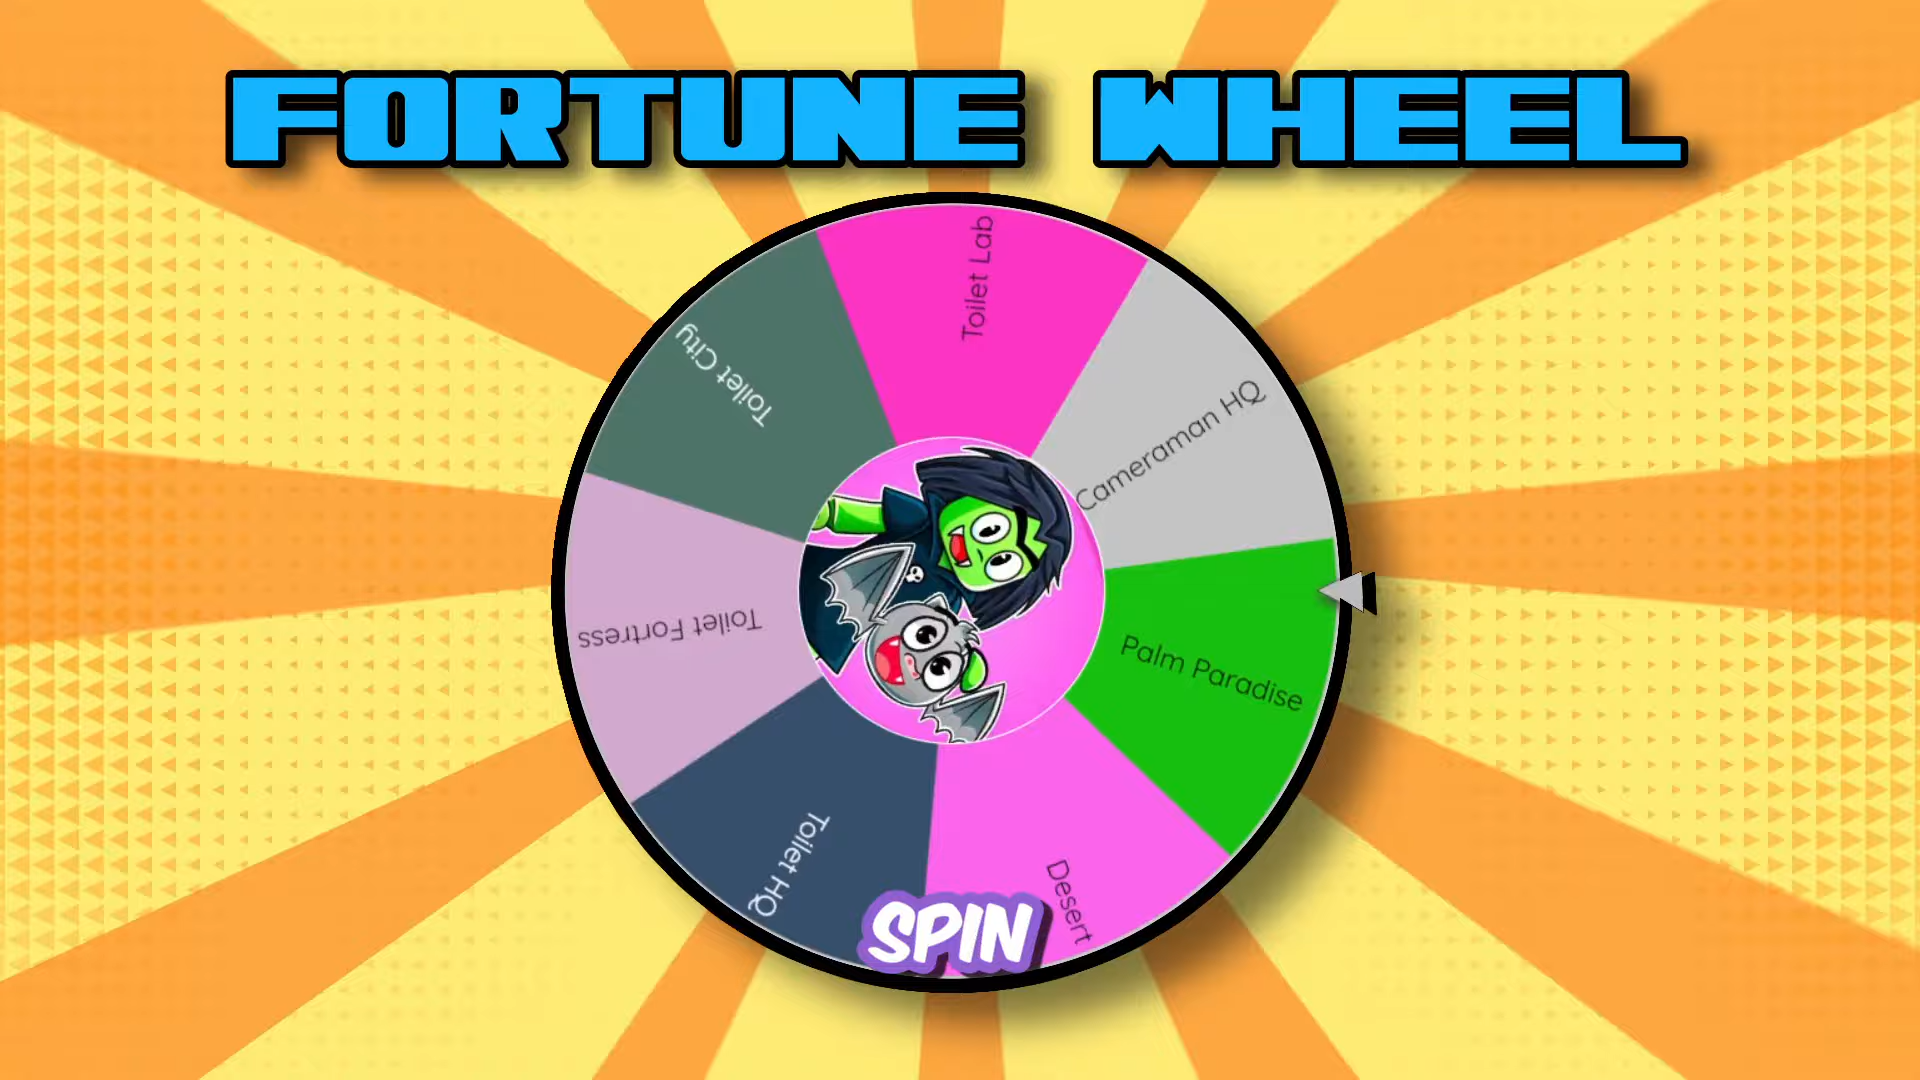 FORTUNE WHEEL
Toilet Lab
Cameraman HQ
Palm Paradise
Desert
Toilet HQ
Toilet Fortress
Toilet City
SPIN